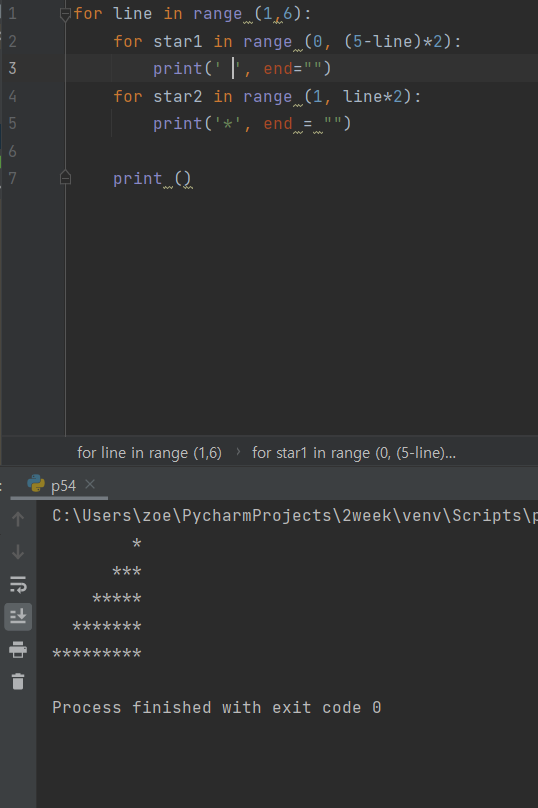 1 for line in range (1,6):
2     for star1 in range (0, (5-line)*2):
3         print(' ', end="")
4     for star2 in range (1, line*2):
5         print('*', end = "")
6
7     print ()
for line in range (1,6) › for star1 in range (0, (5-line)...
: p54 ×
C:\Users\zoe\PycharmProjects\2week\venv\Scripts\p
        *
      ***
    *****
  *******
*********
Process finished with exit code 0